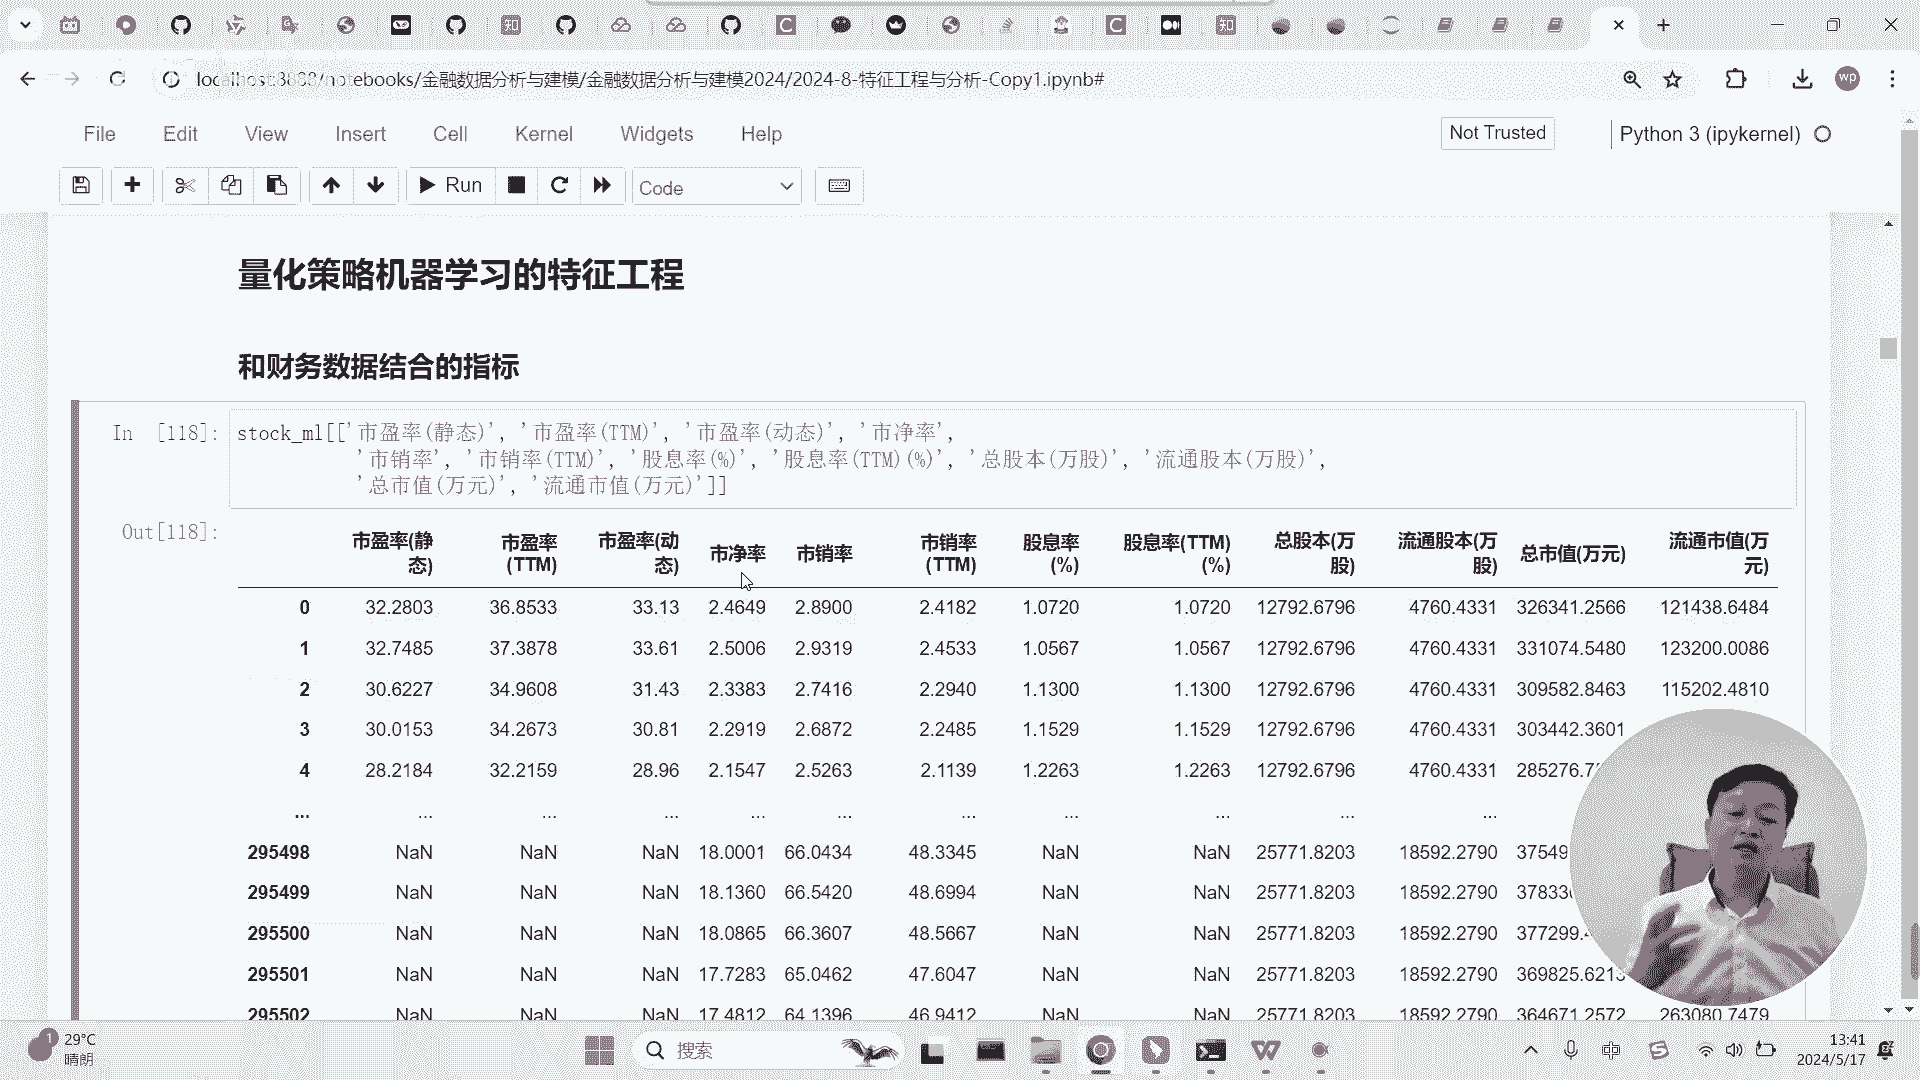 localhost:8888/notebooks/金融数据分析与建模/金融数据分析与建模2024/2024-8-特征工程与分析-Copy1.ipynb#
wp
File Edit View Insert Cell Kernel Widgets Help
Not Trusted
Python 3 (ipykernel)
Run
Code
量化策略机器学习的特征工程
和财务数据结合的指标
In [118]:
stock_ml[['市盈率(静态)', '市盈率(TTM)', '市盈率(动态)', '市净率',
'市销率', '市销率(TTM)', '股息率(%)', '股息率(TTM)(%)', '总股本(万股)', '流通股本(万股)',
'总市值(万元)', '流通市值(万元)']]
Out[118]:
市盈率(静态) 市盈率(TTM) 市盈率(动态) 市净率 市销率 市销率(TTM) 股息率(%) 股息率(TTM)(%) 总股本(万股) 流通股本(万股) 总市值(万元) 流通市值(万元)
0 32.2803 36.8533 33.13 2.4649 2.8900 2.4182 1.0720 1.0720 12792.6796 4760.4331 326341.2566 121438.6484
1 32.7485 37.3878 33.61 2.5006 2.9319 2.4533 1.0567 1.0567 12792.6796 4760.4331 331074.5480 123200.0086
2 30.6227 34.9608 31.43 2.3383 2.7416 2.2940 1.1300 1.1300 12792.6796 4760.4331 309582.8463 115202.4810
3 30.0153 34.2673 30.81 2.2919 2.6872 2.2485 1.1529 1.1529 12792.6796 4760.4331 303442.3601
4 28.2184 32.2159 28.96 2.1547 2.5263 2.1139 1.2263 1.2263 12792.6796 4760.4331 285276.7
... ... ... ... ... ... ... ... ... ... ...
295498 NaN NaN NaN 18.0001 66.0434 48.3345 NaN NaN 25771.8203 18592.2790 37549
295499 NaN NaN NaN 18.1360 66.5420 48.6994 NaN NaN 25771.8203 18592.2790 37833
295500 NaN NaN NaN 18.0865 66.3607 48.5667 NaN NaN 25771.8203 18592.2790 377299.
295501 NaN NaN NaN 17.7283 65.0462 47.6047 NaN NaN 25771.8203 18592.2790 369825.6213
295502 NaN NaN NaN 17.4812 64.1396 46.9412 NaN NaN 25771.8203 18592.2790 364671.2572 263080.7479
1
29°C
晴朗
搜索
中
13:41
2024/5/17